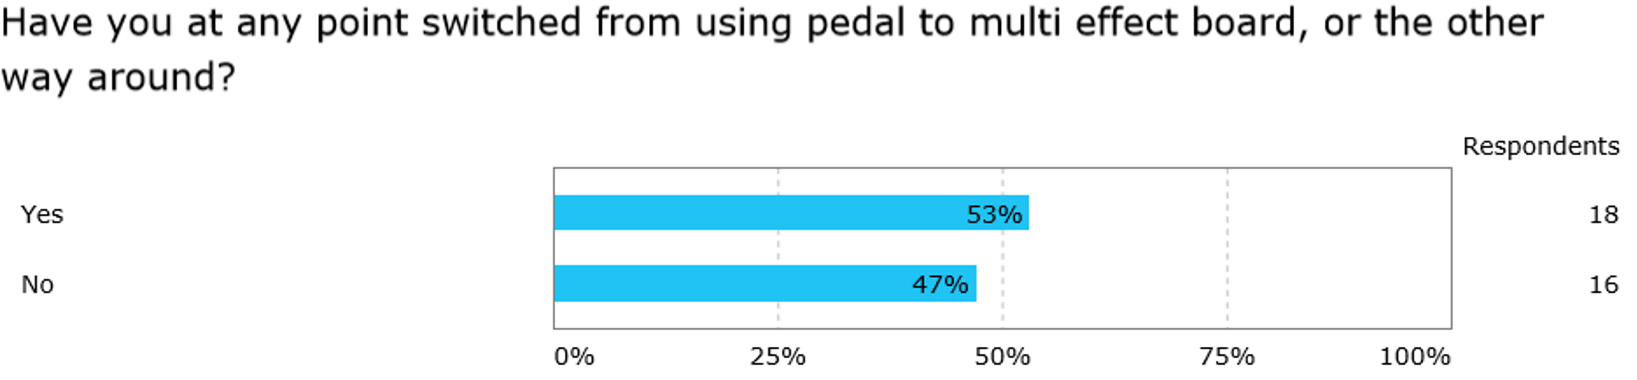 Have you at any point switched from using pedal to multi effect board, or the other
way around?
Respondents
Yes 53% 18
No 47% 16
0% 25% 50% 75% 100%